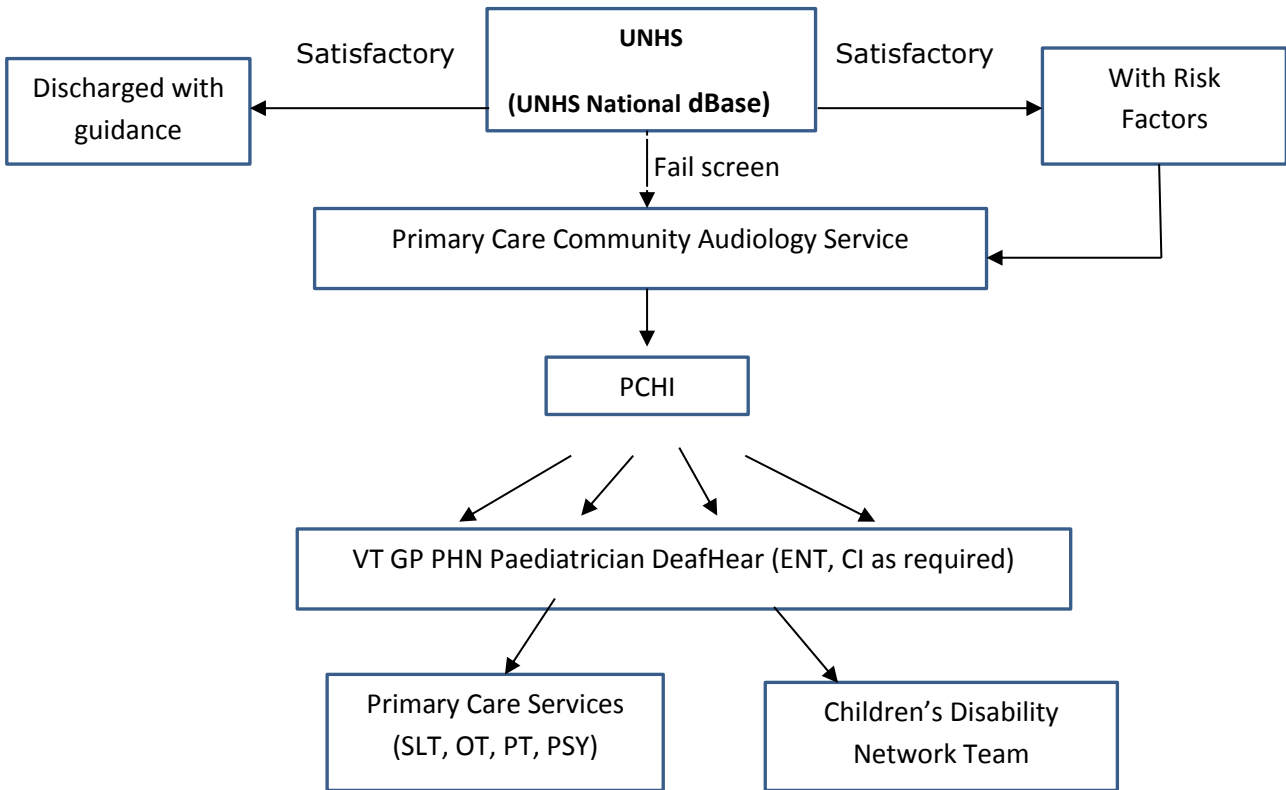 UNHS
(UNHS National dBase)
Satisfactory
Satisfactory
Discharged with
guidance
With Risk
Factors
Fail screen
Primary Care Community Audiology Service
PCHI
VT GP PHN Paediatrician DeafHear (ENT, CI as required)
Primary Care Services
(SLT, OT, PT, PSY)
Children’s Disability
Network Team